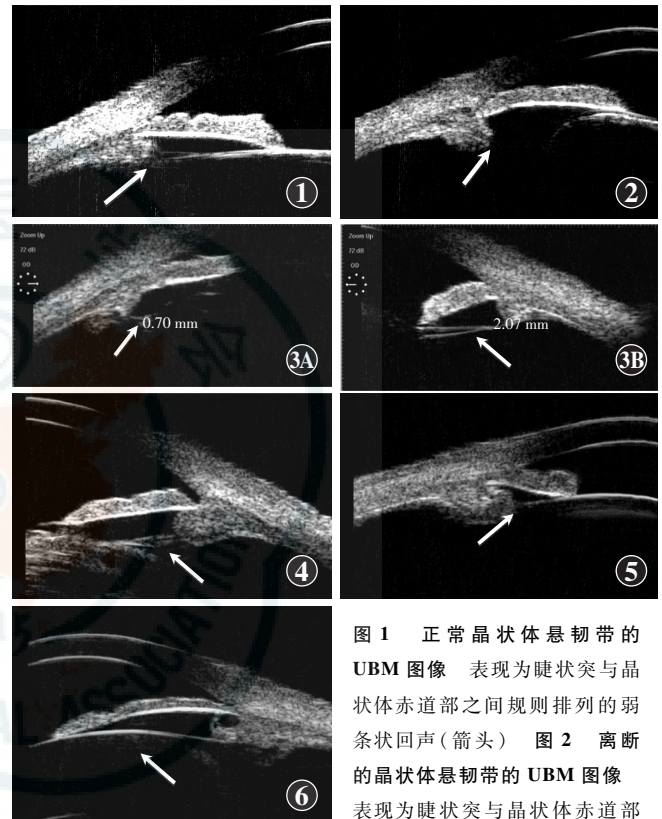 ①
②
Zoom Up
72 dB
OD
0.70 mm
3A
Zoom Up
72 dB
OD
2.07 mm
3B
④
⑤
⑥
图 1 正常晶状体悬韧带的
UBM 图像 表现为睫状突与晶
状体赤道部之间规则排列的弱
条状回声(箭头) 图 2 离断
的晶状体悬韧带的 UBM 图像
表现为睫状突与晶状体赤道部